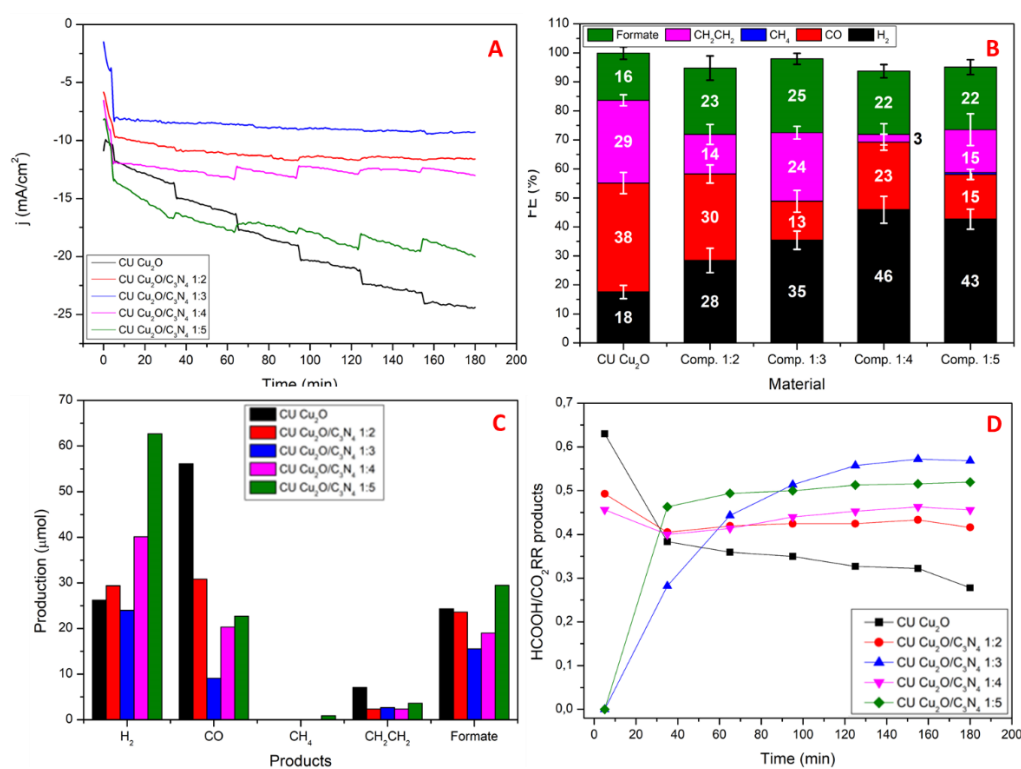 A
j (mA/cm²)
0
-5
-10
-15
-20
-25
CU Cu₂O
CU Cu₂O/C₃N₄ 1:2
CU Cu₂O/C₃N₄ 1:3
CU Cu₂O/C₃N₄ 1:4
CU Cu₂O/C₃N₄ 1:5
0 20 40 60 80 100 120 140 160 180 200
Time (min)
B
Formate CH₂CH₂ CH₄ CO H₂
FE (%)
110
100
90
80
70
60
50
40
30
20
10
0
16 23 25 22 22
29 14 24 3 15
38 30 13 23 15
18 28 35 46 43
CU Cu₂O Comp. 1:2 Comp. 1:3 Comp. 1:4 Comp. 1:5
Material
C
Production (µmol)
70
60
50
40
30
20
10
0
CU Cu₂O
CU Cu₂O/C₃N₄ 1:2
CU Cu₂O/C₃N₄ 1:3
CU Cu₂O/C₃N₄ 1:4
CU Cu₂O/C₃N₄ 1:5
H₂ CO CH₄ CH₂CH₂ Formate
Products
D
HCOOH/CO₂RR products
0,7
0,6
0,5
0,4
0,3
0,2
0,1
0,0
CU Cu₂O
CU Cu₂O/C₃N₄ 1:2
CU Cu₂O/C₃N₄ 1:3
CU Cu₂O/C₃N₄ 1:4
CU Cu₂O/C₃N₄ 1:5
0 20 40 60 80 100 120 140 160 180 200
Time (min)